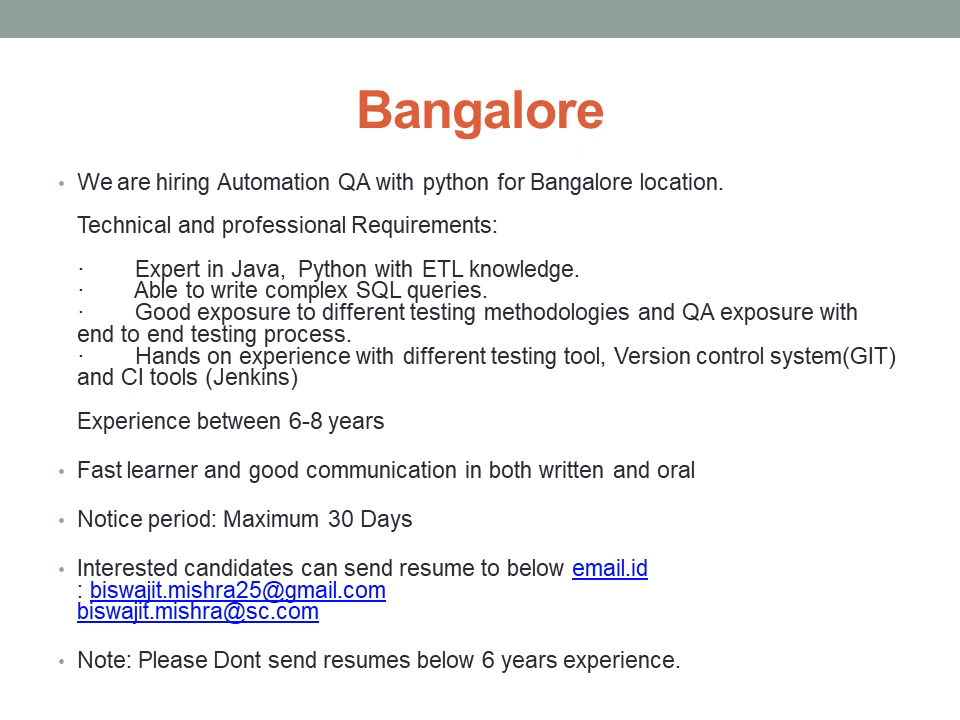 Bangalore
• We are hiring Automation QA with python for Bangalore location.
Technical and professional Requirements:
· Expert in Java, Python with ETL knowledge.
· Able to write complex SQL queries.
· Good exposure to different testing methodologies and QA exposure with
end to end testing process.
· Hands on experience with different testing tool, Version control system(GIT)
and CI tools (Jenkins)
Experience between 6-8 years
• Fast learner and good communication in both written and oral
• Notice period: Maximum 30 Days
• Interested candidates can send resume to below email.id
: biswajit.mishra25@gmail.com
biswajit.mishra@sc.com
• Note: Please Dont send resumes below 6 years experience.